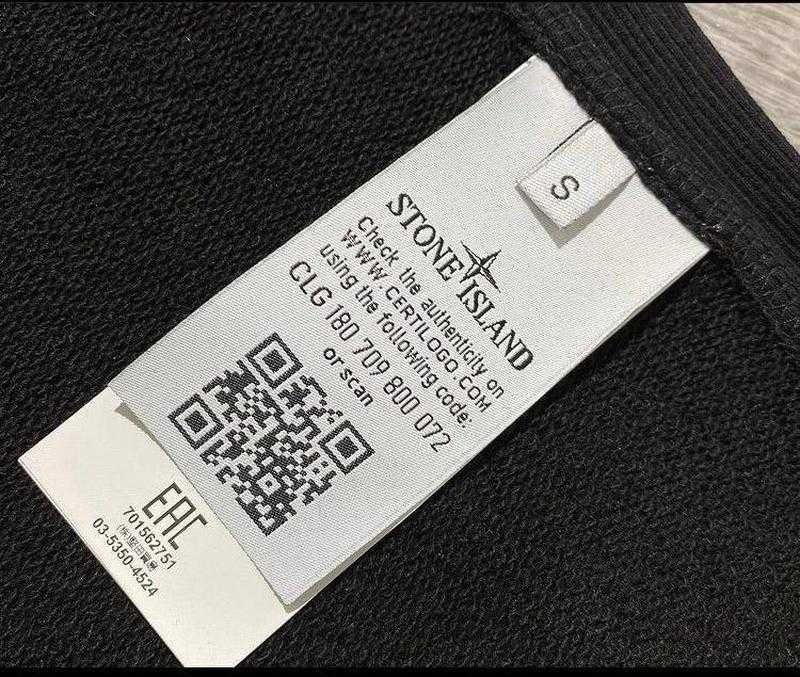 S
STONE ISLAND
Check the authenticity on
WWW.CERTILOGO.COM
using the following code:
CLG 180 709 800 072
or scan
EAC
701562751
03-5350-4524